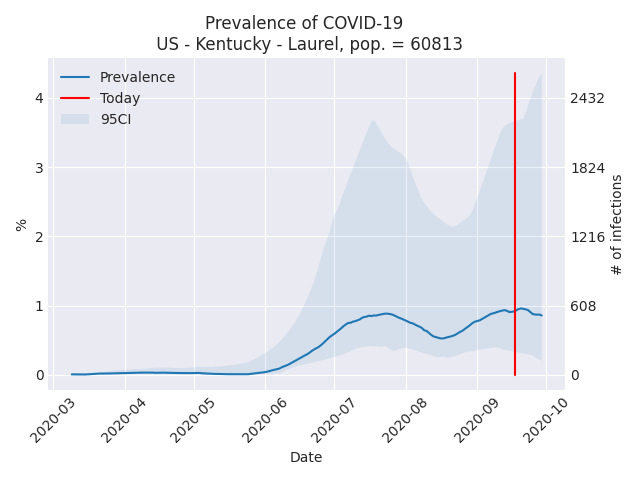 Prevalence of COVID-19
US - Kentucky - Laurel, pop. = 60813
Prevalence
Today
95CI
4
3
2
1
0
%
2432
1824
1216
608
0
# of infections
2020-03
2020-04
2020-05
2020-06
2020-07
2020-08
2020-09
2020-10
Date